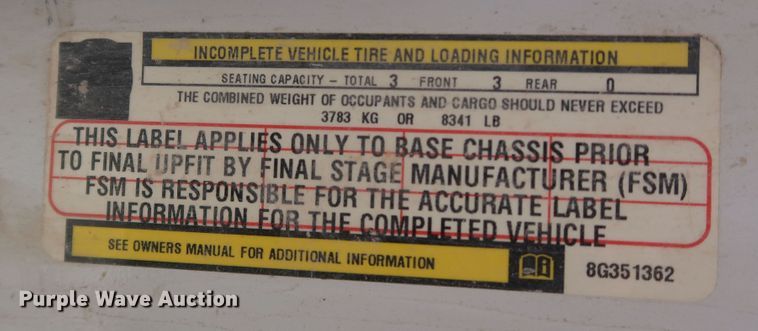 INCOMPLETE VEHICLE TIRE AND LOADING INFORMATION
SEATING CAPACITY - TOTAL 3 FRONT 3 REAR 0
THE COMBINED WEIGHT OF OCCUPANTS AND CARGO SHOULD NEVER EXCEED
3783 KG OR 8341 LB
THIS LABEL APPLIES ONLY TO BASE CHASSIS PRIOR
TO FINAL UPFIT BY FINAL STAGE MANUFACTURER (FSM)
FSM IS RESPONSIBLE FOR THE ACCURATE LABEL
INFORMATION FOR THE COMPLETED VEHICLE
SEE OWNERS MANUAL FOR ADDITIONAL INFORMATION
8G351362
Purple Wave Auction